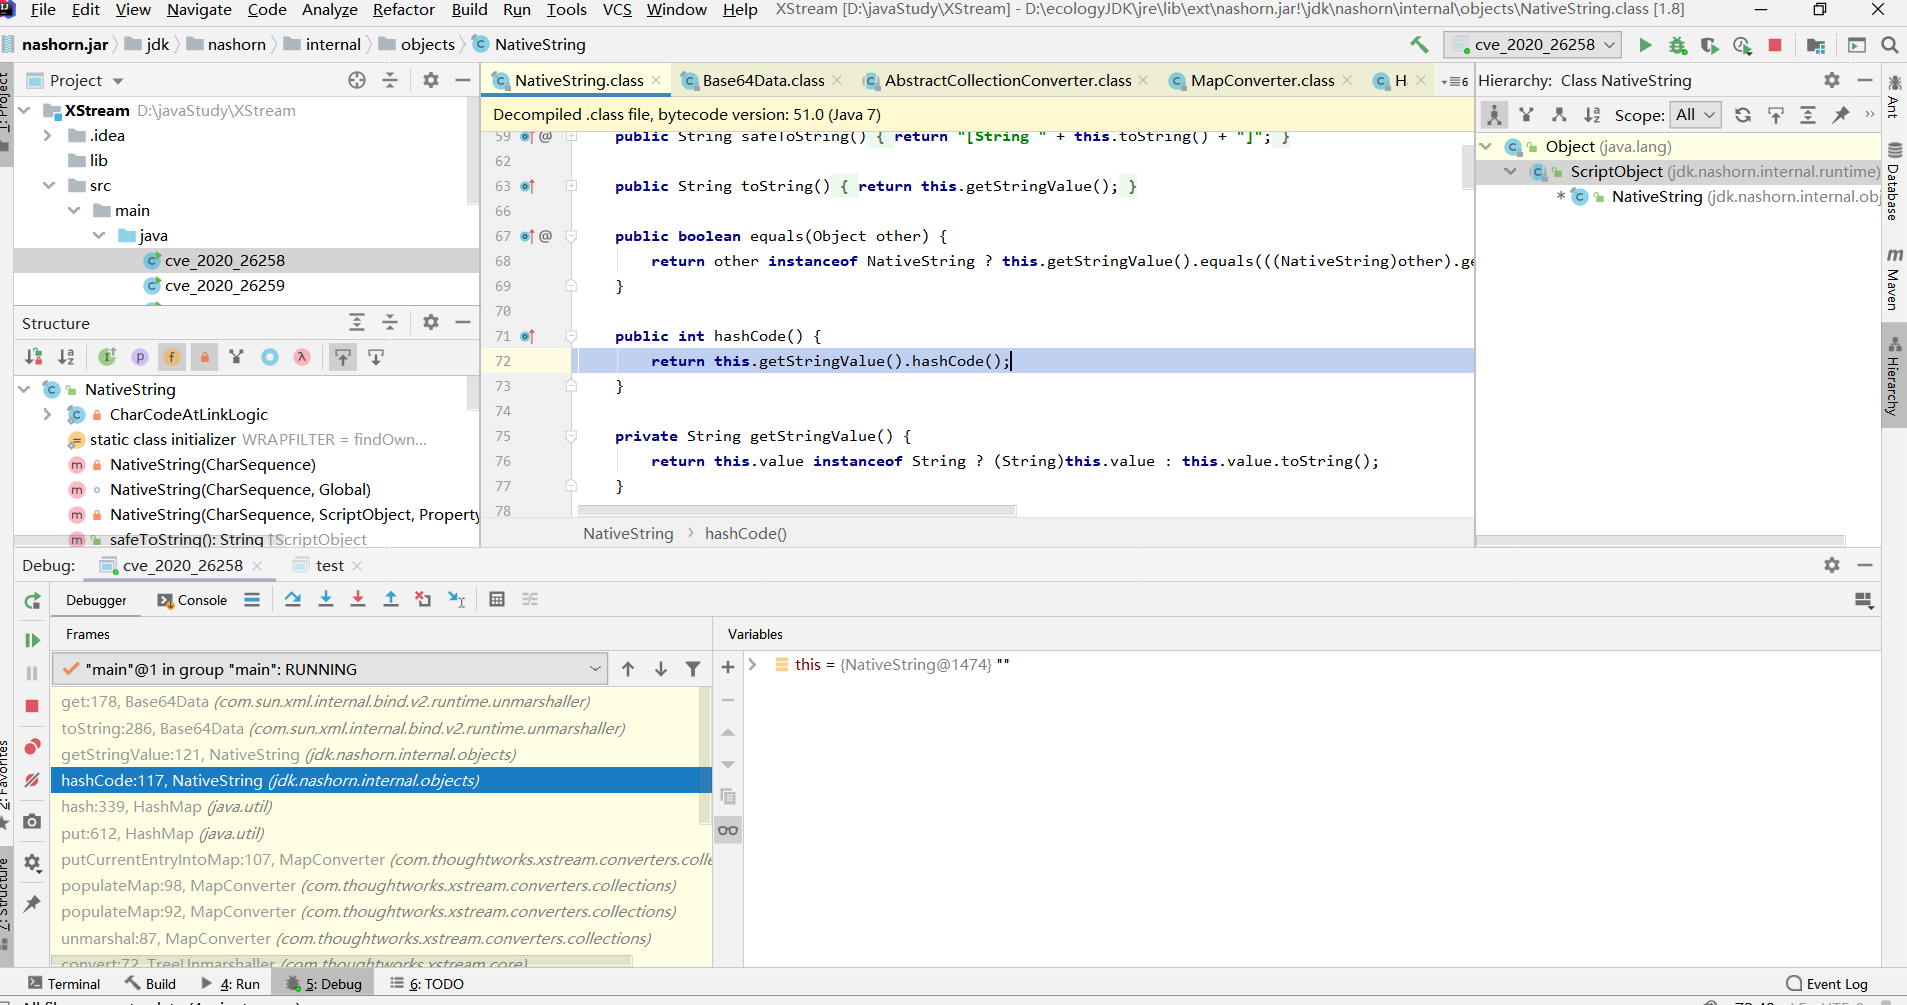 File Edit View Navigate Code Analyze Refactor Build Run Tools VCS Window Help XStream [D:\javaStudy\XStream] - D:\ecologyJDK\jre\lib\ext\nashorn.jar!\jdk\nashorn\internal\objects\NativeString.class [1.8]
nashorn.jar jdk nashorn internal objects NativeString cve_2020_26258
Project
NativeString.class Base64Data.class AbstractCollectionConverter.class MapConverter.class H 6
Hierarchy: Class NativeString
XStream D:\javaStudy\XStream
.idea
lib
src
main
java
cve_2020_26258
cve_2020_26259
Decompiled .class file, bytecode version: 51.0 (Java 7)
59 @ public String safeToString() { return "[String " + this.toString() + "]"; }
62
63 public String toString() { return this.getStringValue(); }
66
67 @ public boolean equals(Object other) {
68 return other instanceof NativeString ? this.getStringValue().equals(((NativeString)other).ge
69 }
70
71 public int hashCode() {
72 return this.getStringValue().hashCode();
73 }
74
75 private String getStringValue() {
76 return this.value instanceof String ? (String)this.value : this.value.toString();
77 }
78
NativeString hashCode()
Scope: All
Object (java.lang)
ScriptObject (jdk.nashorn.internal.runtime)
* NativeString (jdk.nashorn.internal.obj
Ant
Database
Maven
Hierarchy
1: Project
Structure
NativeString
CharCodeAtLinkLogic
static class initializer WRAPFILTER = findOwn...
NativeString(CharSequence)
NativeString(CharSequence, Global)
NativeString(CharSequence, ScriptObject, Property
safeToString(): String ↑ScriptObject
Debug: cve_2020_26258 test
Debugger Console
Frames
Variables
"main"@1 in group "main": RUNNING
this = {NativeString@1474} ""
get:178, Base64Data (com.sun.xml.internal.bind.v2.runtime.unmarshaller)
toString:286, Base64Data (com.sun.xml.internal.bind.v2.runtime.unmarshaller)
getStringValue:121, NativeString (jdk.nashorn.internal.objects)
hashCode:117, NativeString (jdk.nashorn.internal.objects)
hash:339, HashMap (java.util)
put:612, HashMap (java.util)
putCurrentEntryIntoMap:107, MapConverter (com.thoughtworks.xstream.converters.colle
populateMap:98, MapConverter (com.thoughtworks.xstream.converters.collections)
populateMap:92, MapConverter (com.thoughtworks.xstream.converters.collections)
unmarshal:87, MapConverter (com.thoughtworks.xstream.converters.collections)
convert:72, TreeUnmarshaller (com.thoughtworks.xstream.core)
2: Favorites
7: Structure
Terminal Build 4: Run 5: Debug 6: TODO Event Log